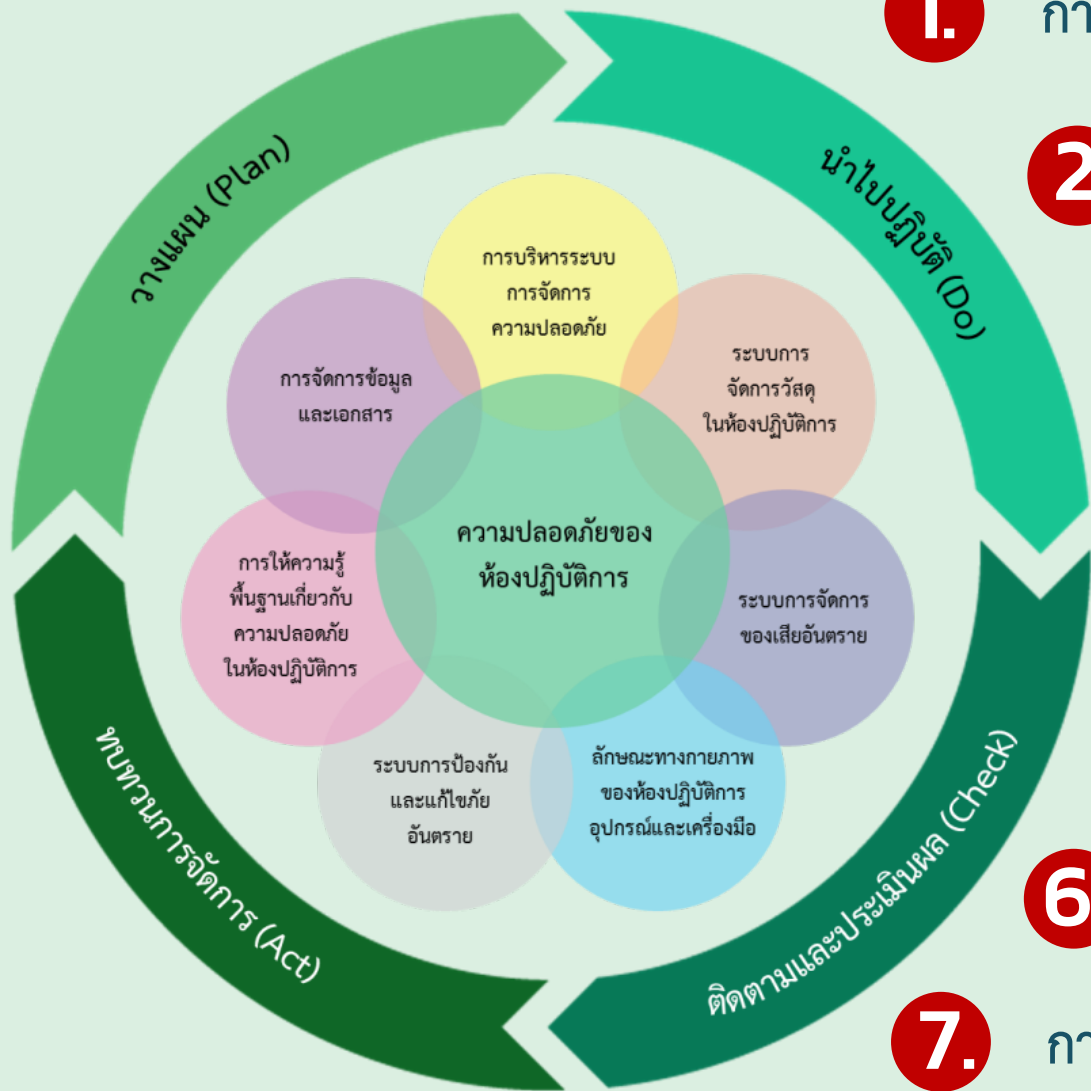 วางแผน (Plan)
นำไปปฏิบัติ (Do)
ติดตามและประเมินผล (Check)
ทบทวนการจัดการ (Act)
การบริหารระบบ
การจัดการ
ความปลอดภัย
ระบบการ
จัดการวัสดุ
ในห้องปฏิบัติการ
ระบบการจัดการ
ของเสียอันตราย
ลักษณะทางกายภาพ
ของห้องปฏิบัติการ
อุปกรณ์และเครื่องมือ
ระบบการป้องกัน
และแก้ไขภัย
อันตราย
การให้ความรู้
พื้นฐานเกี่ยวกับ
ความปลอดภัย
ในห้องปฏิบัติการ
การจัดการข้อมูล
และเอกสาร
ความปลอดภัยของ
ห้องปฏิบัติการ
1. กา
2
6
7. กา